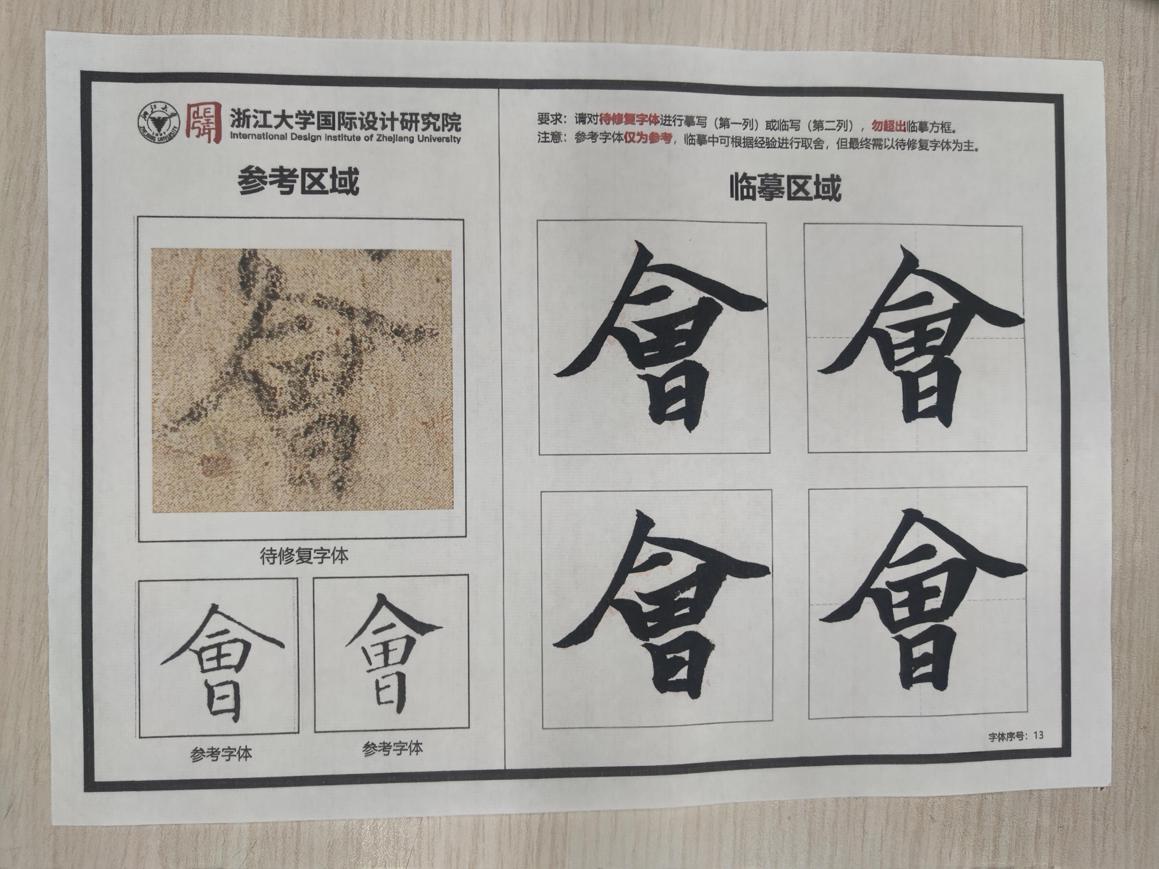 浙江大学国际设计研究院
International Design Institute of Zhejiang University
参考区域
會
待修复字体
會 會
参考字体 参考字体
要求：请对待修复字体进行摹写（第一列）或临写（第二列），勿超出临摹方框。
注意：参考字体仅为参考，临摹中可根据经验进行取舍，但最终需以待修复字体为主。
临摹区域
會 會
會 會
字体序号：13